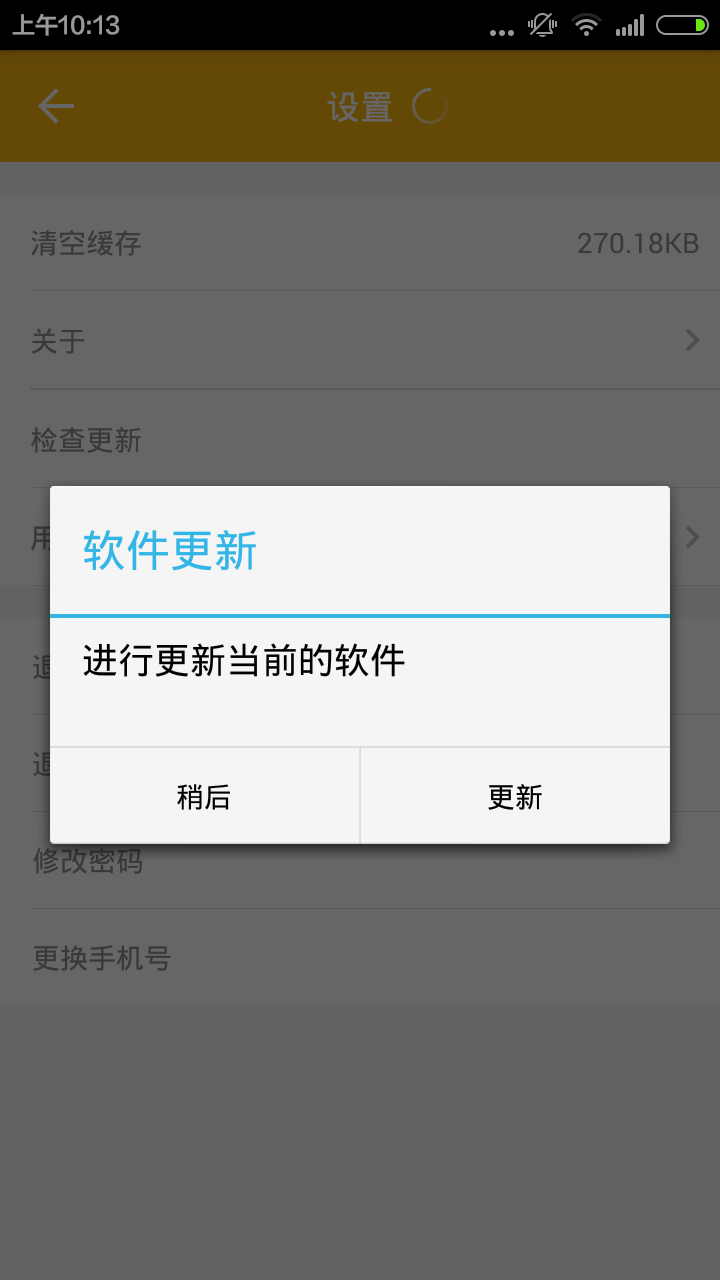 上午10:13
设置
清空缓存 270.18KB
关于
检查更新
用
软件更新
进行更新当前的软件
退
退
稍后 更新
修改密码
更换手机号